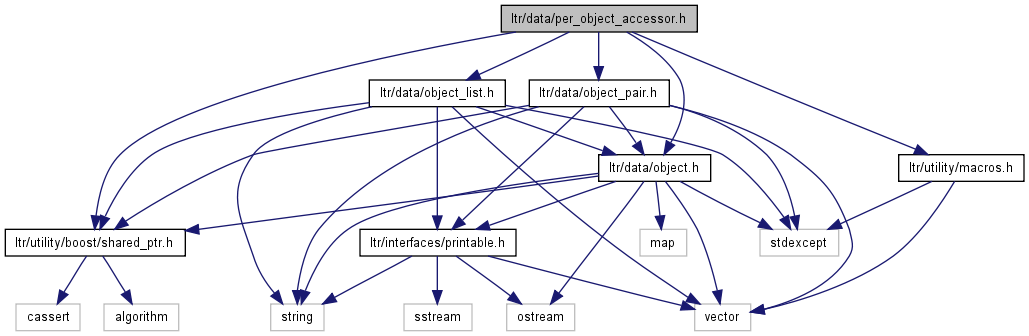 ltr/data/per_object_accessor.h
ltr/data/object_list.h
ltr/data/object_pair.h
ltr/data/object.h
ltr/utility/macros.h
ltr/utility/boost/shared_ptr.h
ltr/interfaces/printable.h
map
stdexcept
cassert
algorithm
string
sstream
ostream
vector